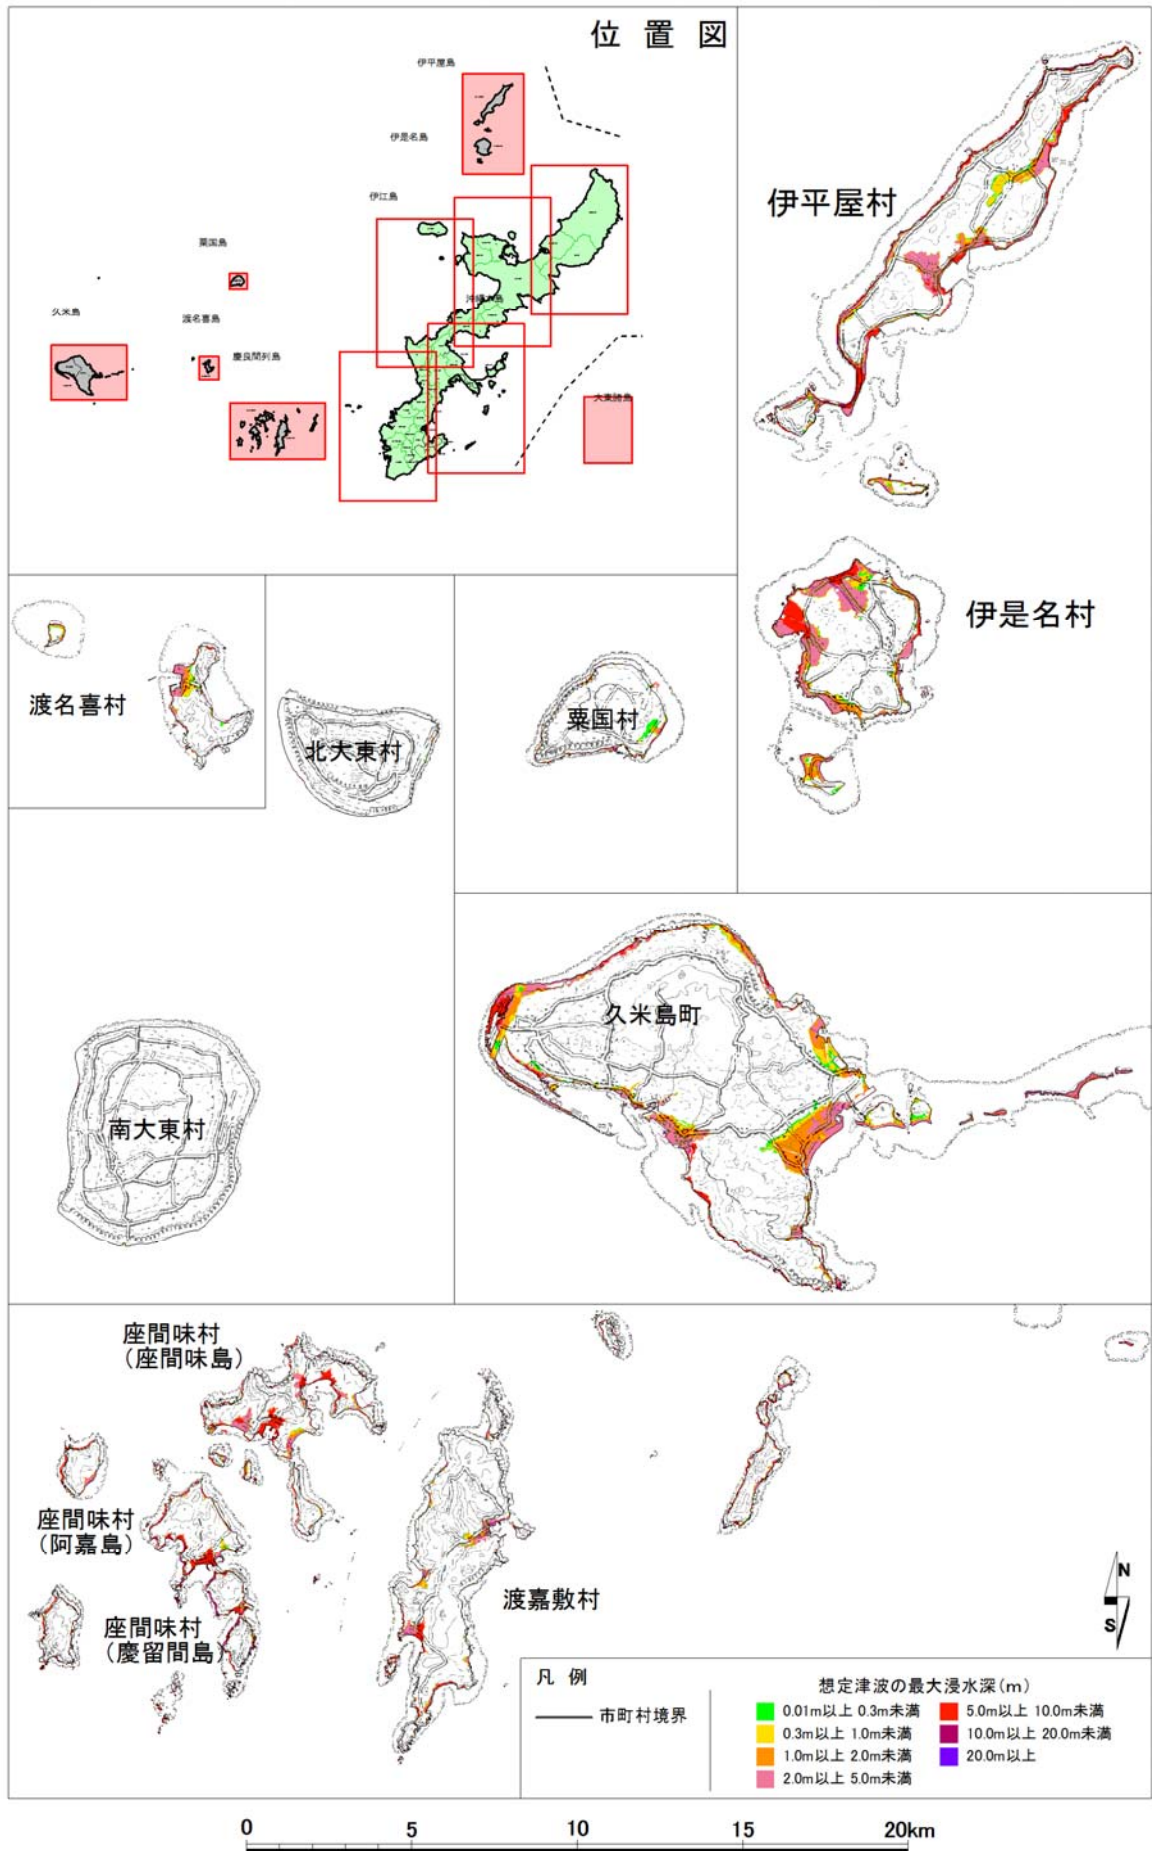 位置図
伊平屋島
伊是名島
伊江島
粟国島
久米島
渡名喜島
慶良間列島
大東諸島
伊平屋村
伊是名村
渡名喜村
北大東村
粟国村
久米島町
南大東村
座間味村
（座間味島）
座間味村
（阿嘉島）
座間味村
（慶留間島）
渡嘉敷村
N
S
凡 例
市町村境界
想定津波の最大浸水深(m)
0.01m以上 0.3m未満
0.3m以上 1.0m未満
1.0m以上 2.0m未満
2.0m以上 5.0m未満
5.0m以上 10.0m未満
10.0m以上 20.0m未満
20.0m以上
0 5 10 15 20km